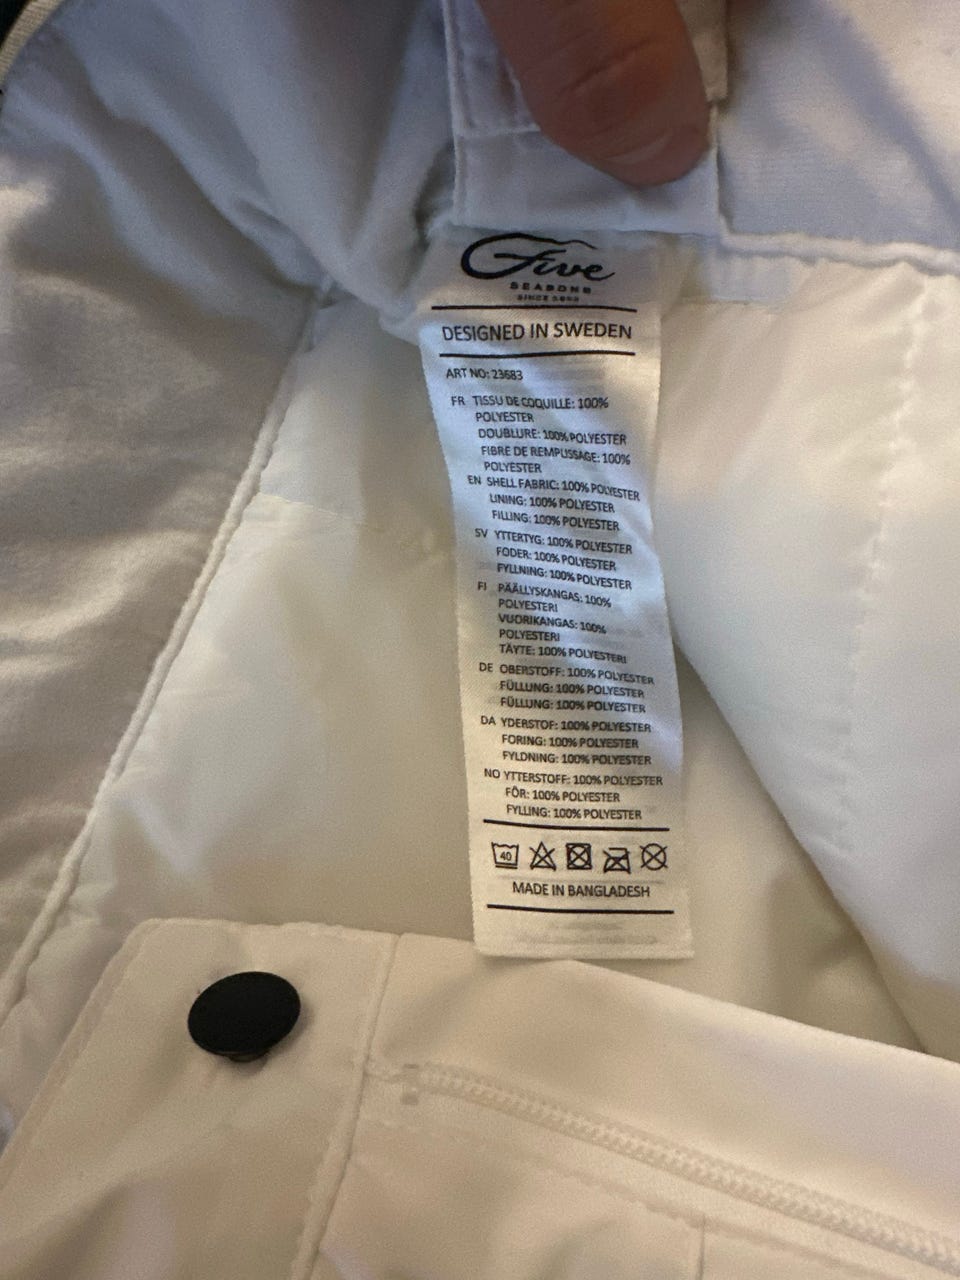 Five
SEASONS
DESIGNED IN SWEDEN
ART NO: 23683
FR TISSU DE COQUILLE: 100%
POLYESTER
DOUBLURE: 100% POLYESTER
FIBRE DE REMPLISSAGE: 100%
POLYESTER
EN SHELL FABRIC: 100% POLYESTER
LINING: 100% POLYESTER
FILLING: 100% POLYESTER
SV YTTERTYG: 100% POLYESTER
FODER: 100% POLYESTER
FYLLNING: 100% POLYESTER
FI PÄÄLLYSKANGAS: 100%
POLYESTERI
VUORIKANGAS: 100%
POLYESTERI
TÄYTE: 100% POLYESTERI
DE OBERSTOFF: 100% POLYESTER
FÜLLUNG: 100% POLYESTER
FÜLLUNG: 100% POLYESTER
DA YDERSTOF: 100% POLYESTER
FORING: 100% POLYESTER
FYLDNING: 100% POLYESTER
NO YTTERSTOFF: 100% POLYESTER
FÔR: 100% POLYESTER
FYLLING: 100% POLYESTER
40
MADE IN BANGLADESH